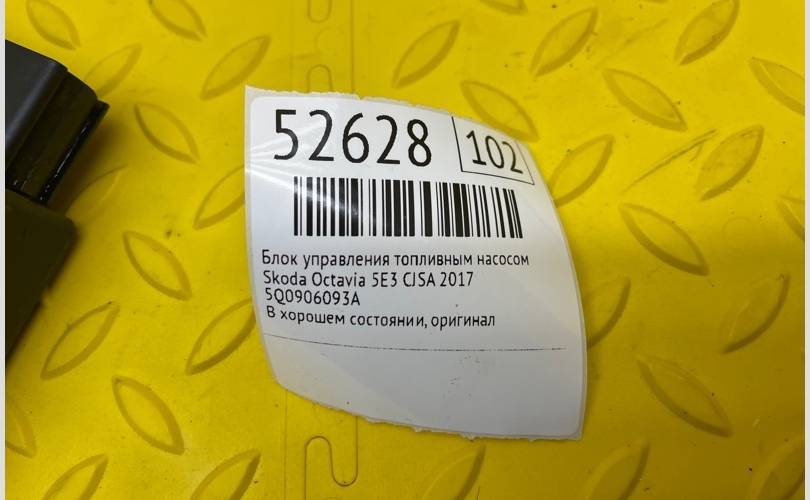 52628 102
Блок управления топливным насосом
Skoda Octavia 5E3 CJSA 2017
5Q0906093A
В хорошем состоянии, оригинал